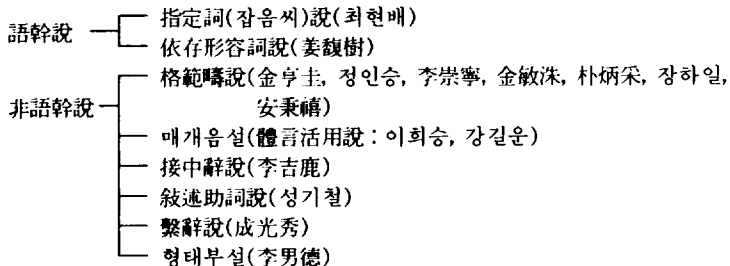 語幹說
指定詞(잡음씨)說(최현배)
依存形容詞說(姜馥樹)
非語幹說
格範疇說(金亨圭, 정인승, 李崇寧, 金敏洙, 朴炳采, 장하일,
安秉禧)
매개음설(體言活用說 : 이희승, 강길운)
接中辭說(李吉鹿)
敍述助詞說(성기철)
繫辭說(成光秀)
형태부설(李男德)